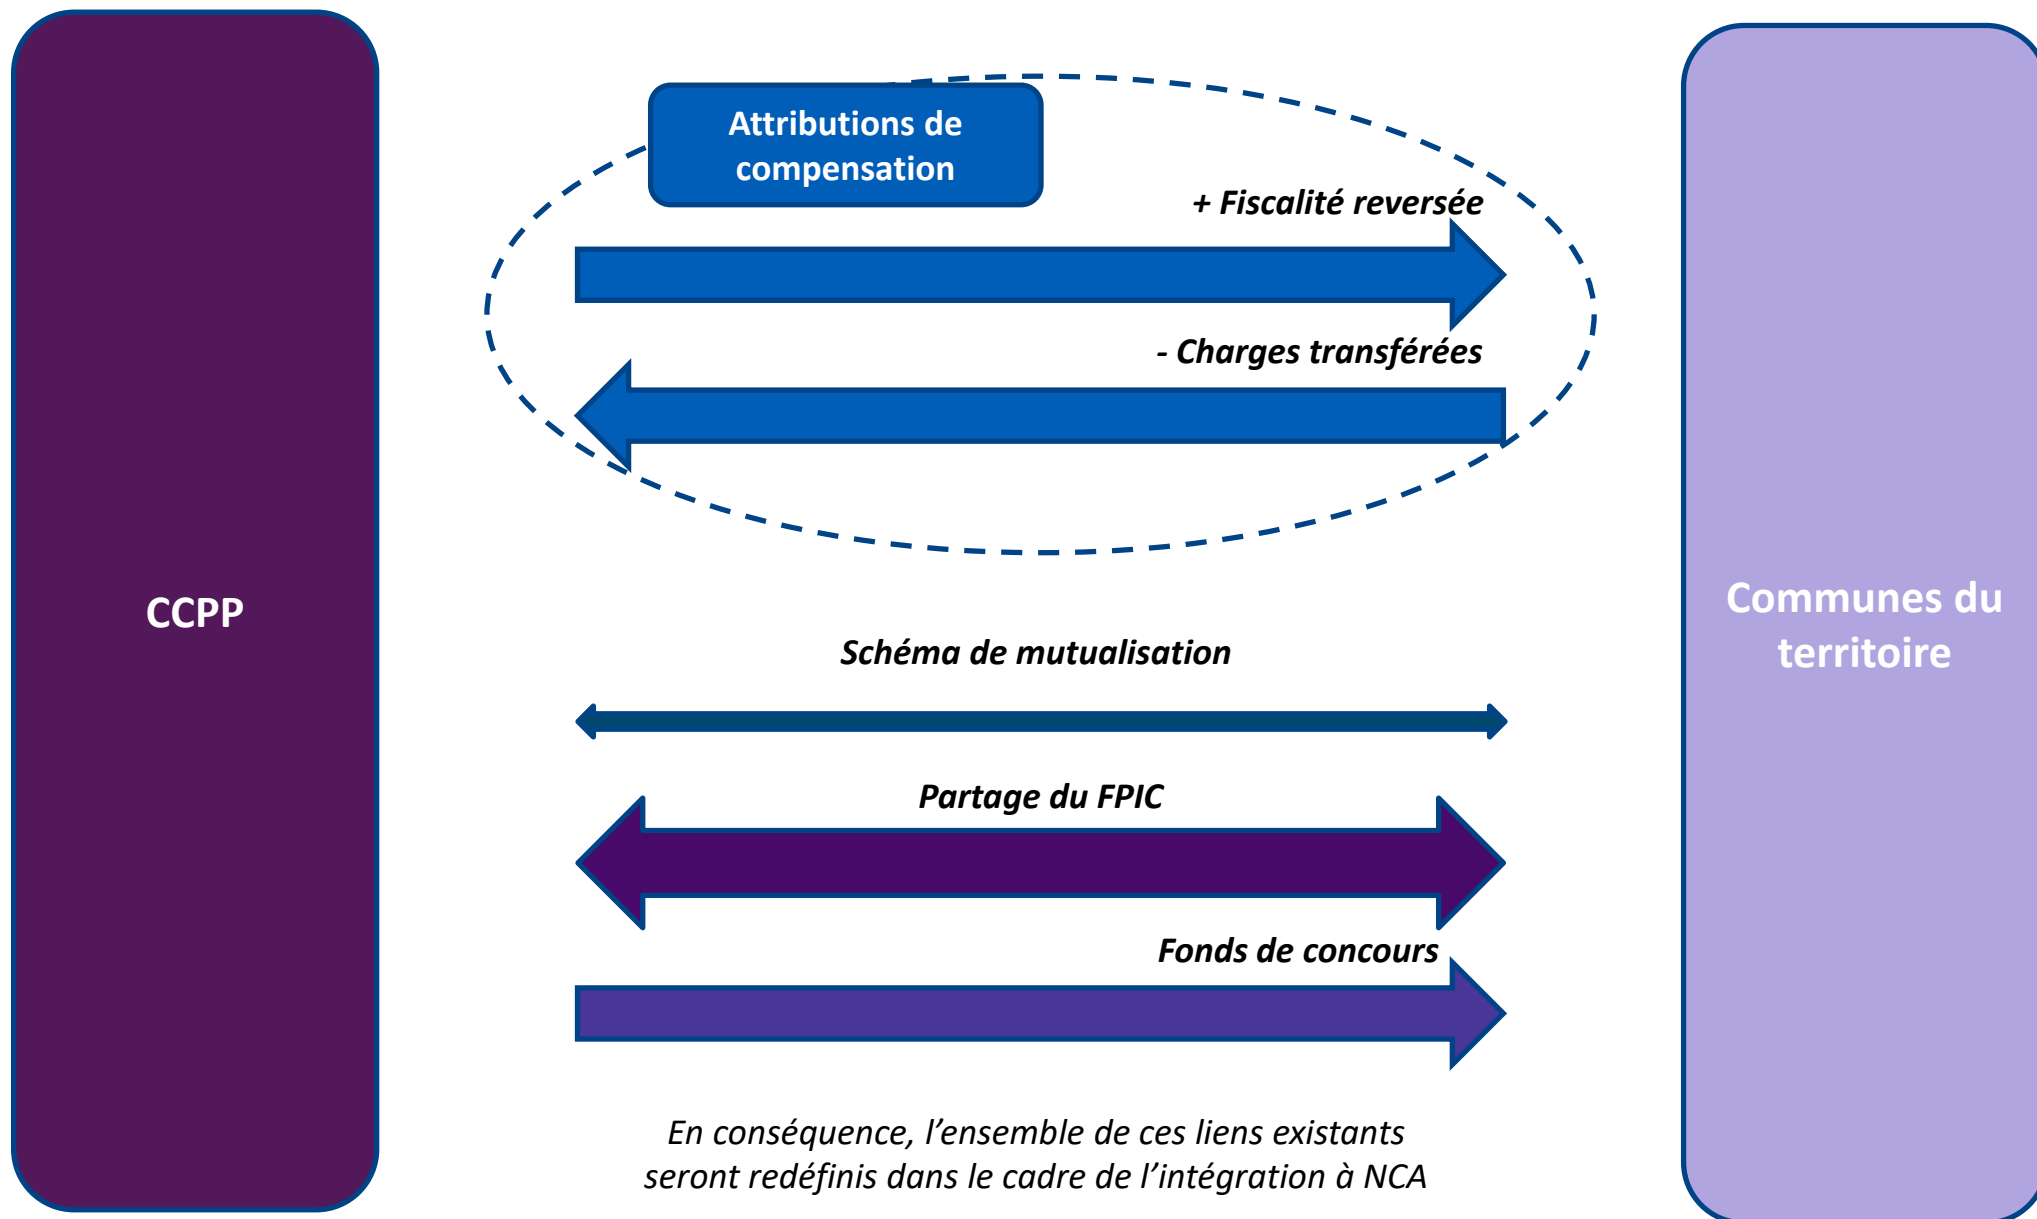 Attributions de
compensation
+ Fiscalité reversée
- Charges transférées
CCPP
Communes du
territoire
Schéma de mutualisation
Partage du FPIC
Fonds de concours
En conséquence, l’ensemble de ces liens existants
seront redéfinis dans le cadre de l’intégration à NCA